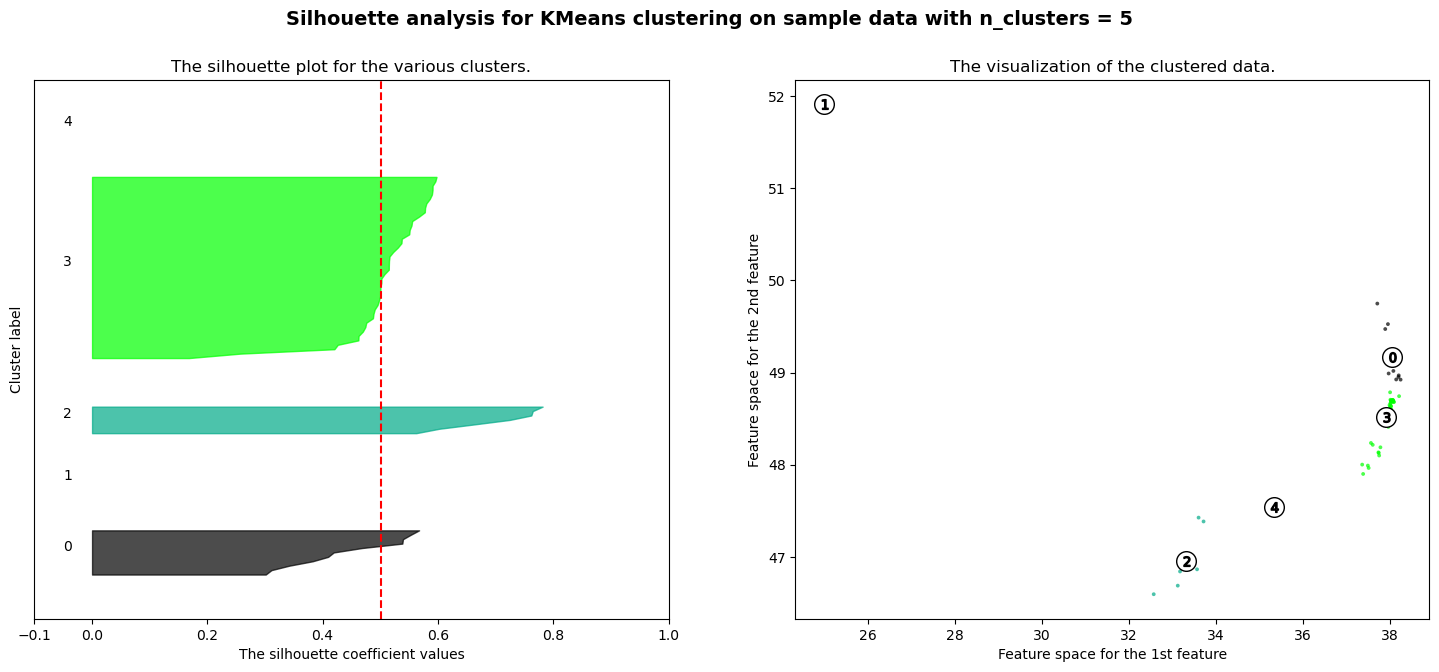 Silhouette analysis for KMeans clustering on sample data with n_clusters = 5
The silhouette plot for the various clusters.
4
3
2
1
0
Cluster label
−0.1 0.0 0.2 0.4 0.6 0.8 1.0
The silhouette coefficient values
The visualization of the clustered data.
52
51
50
49
48
47
Feature space for the 2nd feature
1
0
3
4
2
26 28 30 32 34 36 38
Feature space for the 1st feature